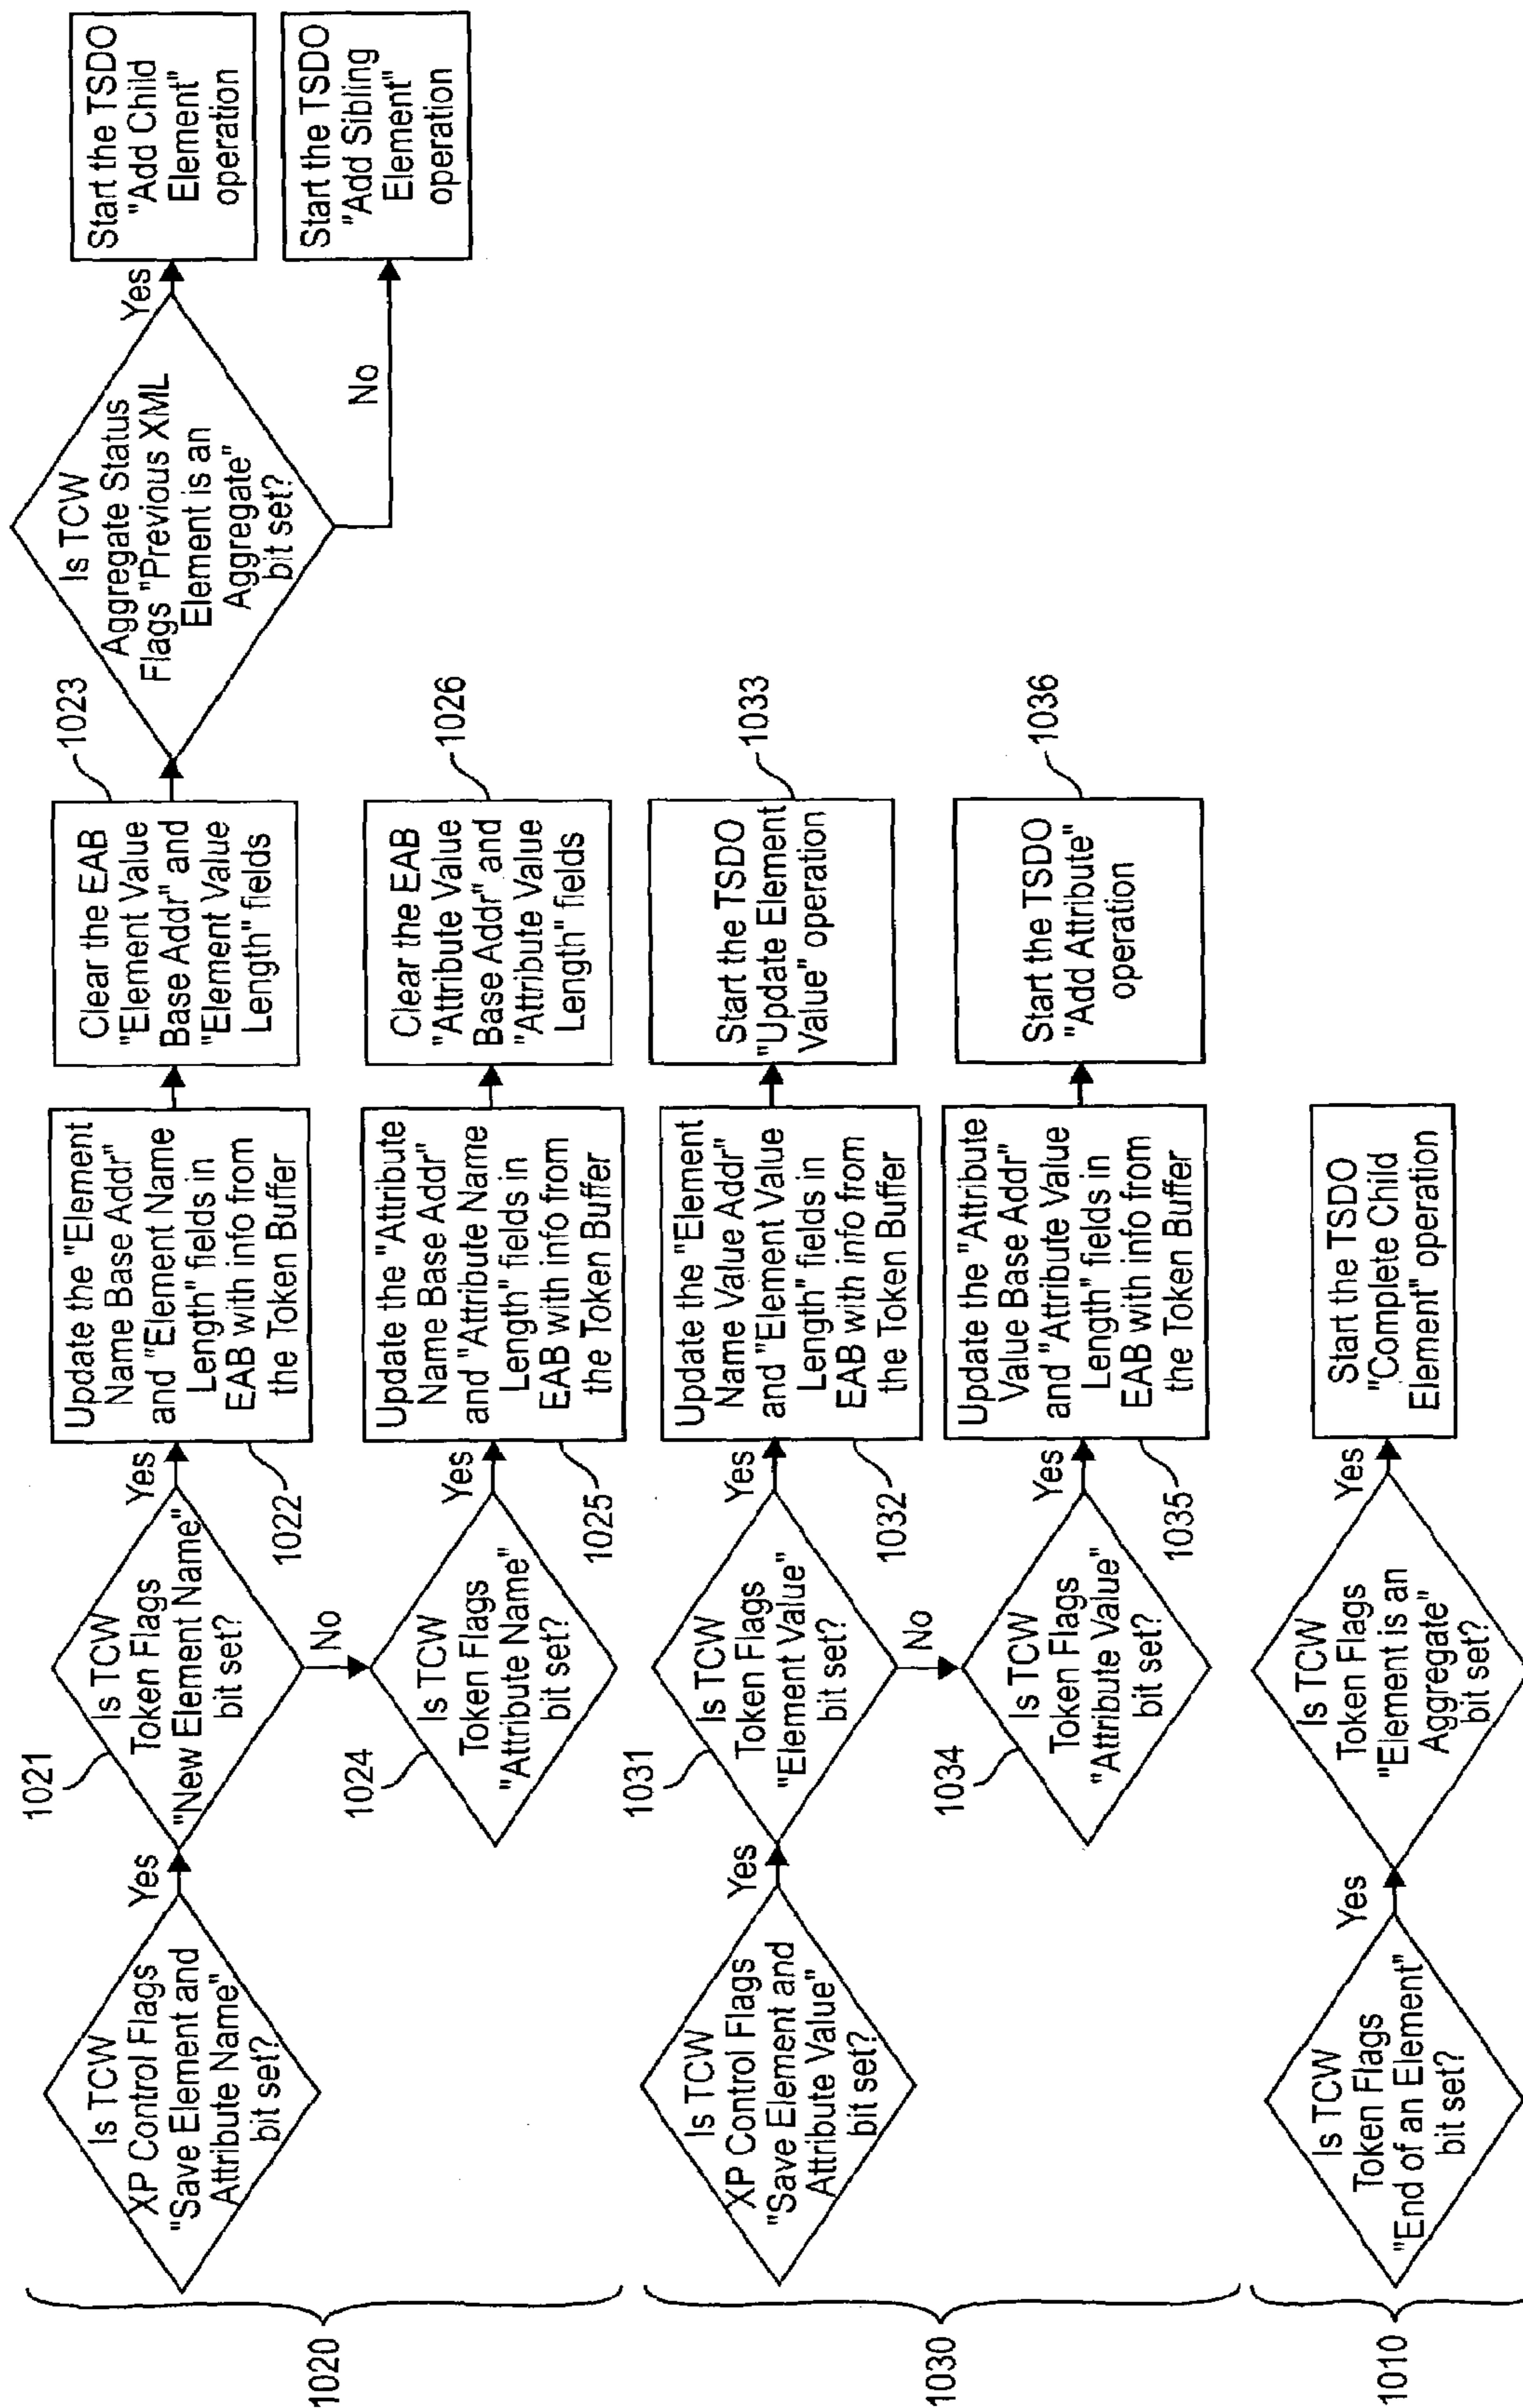 1020
Is TCW
XP Control Flags
"Save Element and
Attribute Name"
bit set?
Yes
1021
Is TCW
Token Flags
"New Element Name"
bit set?
Yes
1022
Update the "Element
Name Base Addr"
and "Element Name
Length" fields in
EAB with info from
the Token Buffer
1023
Clear the EAB
"Element Value
Base Addr" and
"Element Value
Length" fields
Is TCW
Aggregate Status
Flags "Previous XML
Element is an
Aggregate"
bit set?
Yes
Start the TSDO
"Add Child
Element"
operation
No
Start the TSDO
"Add Sibling
Element"
operation
No
1024
Is TCW
Token Flags
"Attribute Name"
bit set?
Yes
1025
Update the "Attribute
Name Base Addr"
and "Attribute Name
Length" fields in
EAB with info from
the Token Buffer
1026
Clear the EAB
"Attribute Value
Base Addr" and
"Attribute Value
Length" fields
1030
Is TCW
XP Control Flags
"Save Element and
Attribute Value"
bit set?
Yes
1031
Is TCW
Token Flags
"Element Value"
bit set?
Yes
1032
Update the "Element
Name Value Addr"
and "Element Value
Length" fields in
EAB with info from
the Token Buffer
1033
Start the TSDO
"Update Element
Value" operation
No
1034
Is TCW
Token Flags
"Attribute Value"
bit set?
Yes
1035
Update the "Attribute
Value Base Addr"
and "Attribute Value
Length" fields in
EAB with info from
the Token Buffer
1036
Start the TSDO
"Add Attribute"
operation
1010
Is TCW
Token Flags
"End of an Element"
bit set?
Yes
Is TCW
Token Flags
"Element is an
Aggregate"
bit set?
Yes
Start the TSDO
"Complete Child
Element" operation